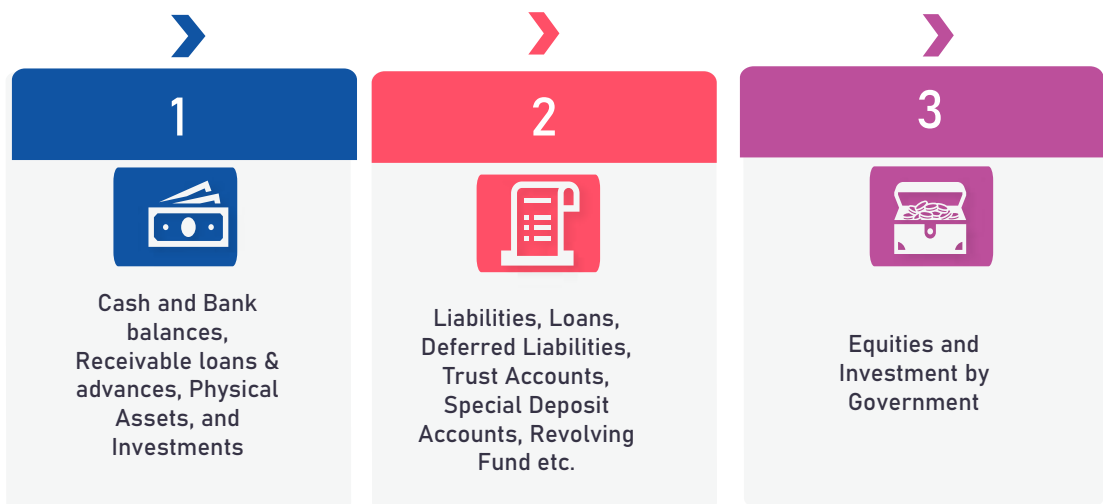 1
Cash and Bank
balances,
Receivable loans &
advances, Physical
Assets, and
Investments
2
Liabilities, Loans,
Deferred Liabilities,
Trust Accounts,
Special Deposit
Accounts, Revolving
Fund etc.
3
Equities and
Investment by
Government